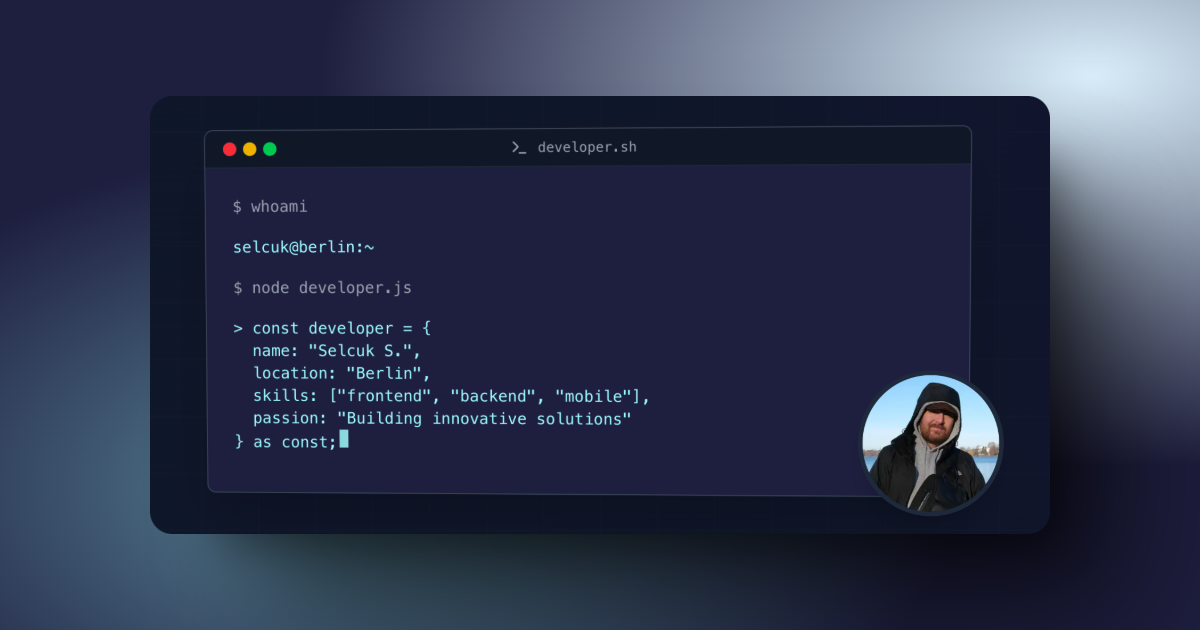 developer.sh
$ whoami
selcuk@berlin:~
$ node developer.js
> const developer = {
  name: "Selcuk S.",
  location: "Berlin",
  skills: ["frontend", "backend", "mobile"],
  passion: "Building innovative solutions"
} as const;